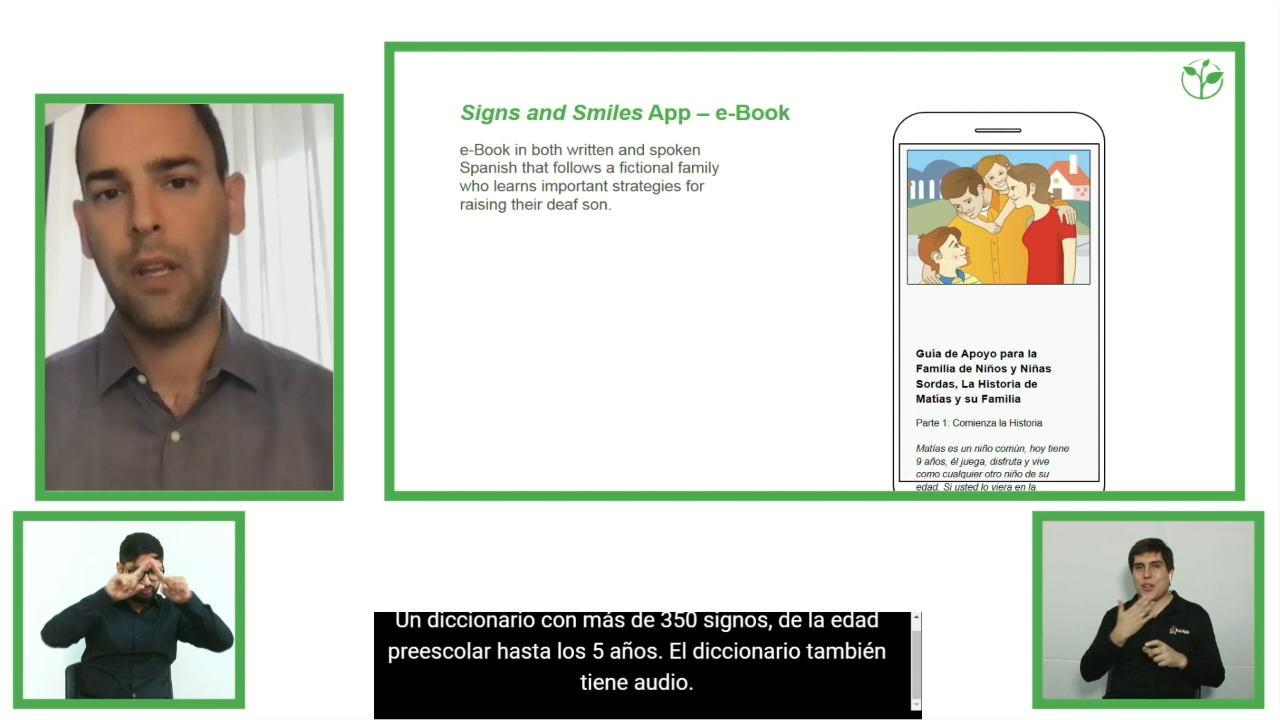 Signs and Smiles App – e-Book
e-Book in both written and spoken
Spanish that follows a fictional family
who learns important strategies for
raising their deaf son.
Guía de Apoyo para la
Familia de Niños y Niñas
Sordas, La Historia de
Matías y su Familia
Parte 1: Comienza la Historia
Matías es un niño común, hoy tiene
9 años, él juega, disfruta y vive
como cualquier otro niño de su
edad. Si usted lo viera en la
Un diccionario con más de 350 signos, de la edad
preescolar hasta los 5 años. El diccionario también
tiene audio.